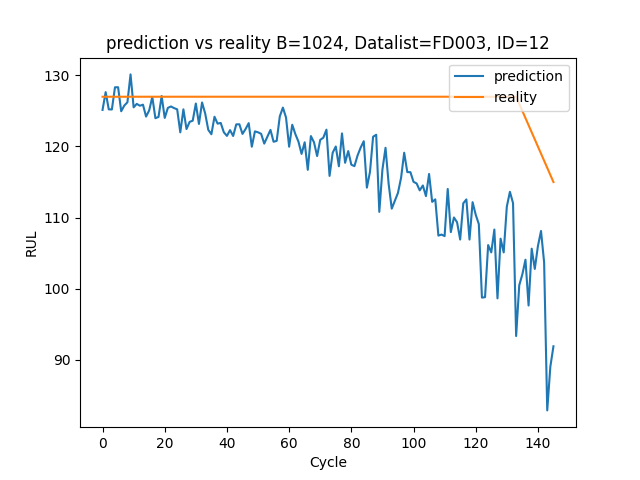 prediction vs reality B=1024, Datalist=FD003, ID=12
prediction
reality
130
120
110
100
90
RUL
0 20 40 60 80 100 120 140
Cycle